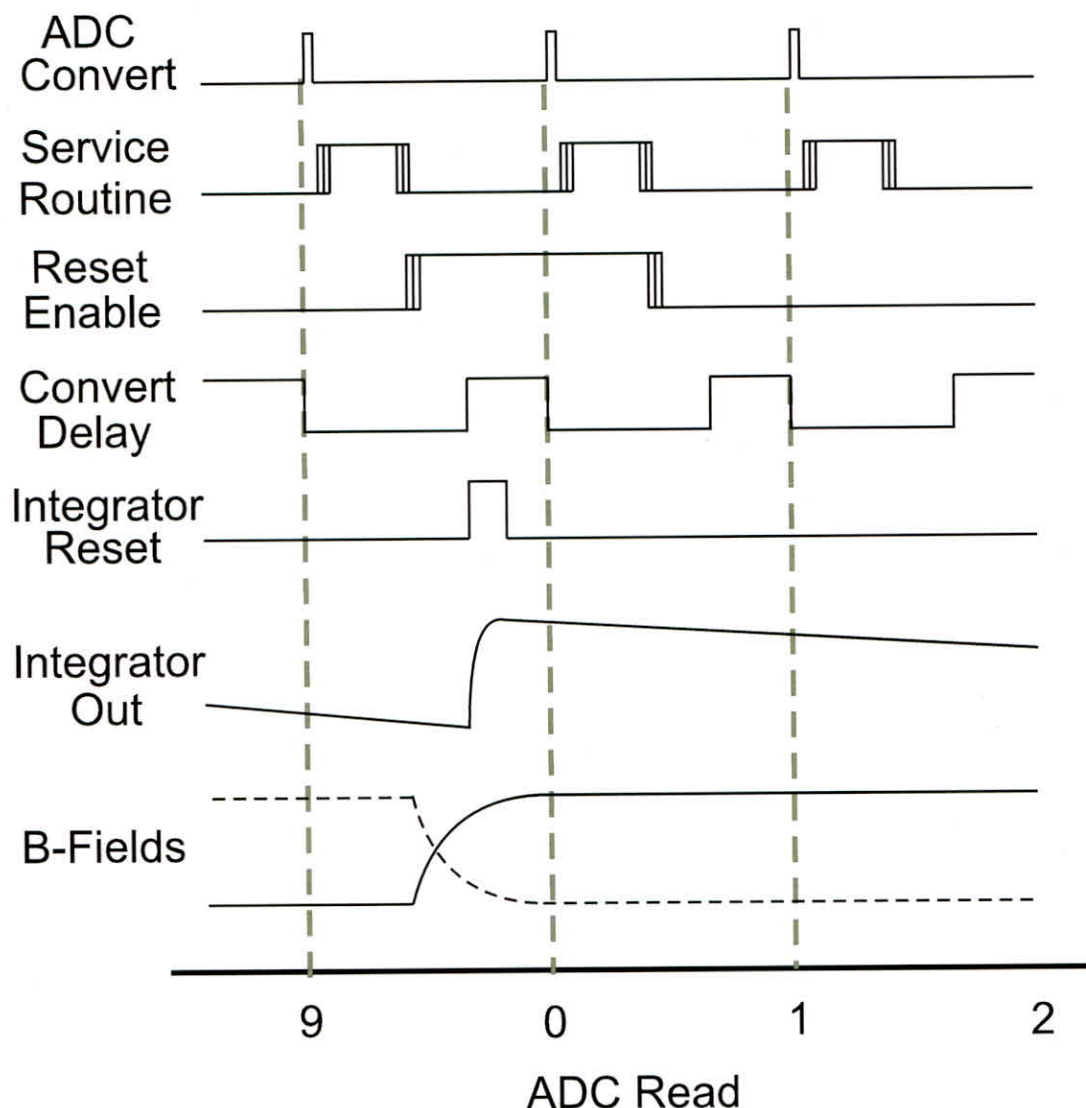 ADC
Convert
Service
Routine
Reset
Enable
Convert
Delay
Integrator
Reset
Integrator
Out
B-Fields
9 0 1 2
ADC Read